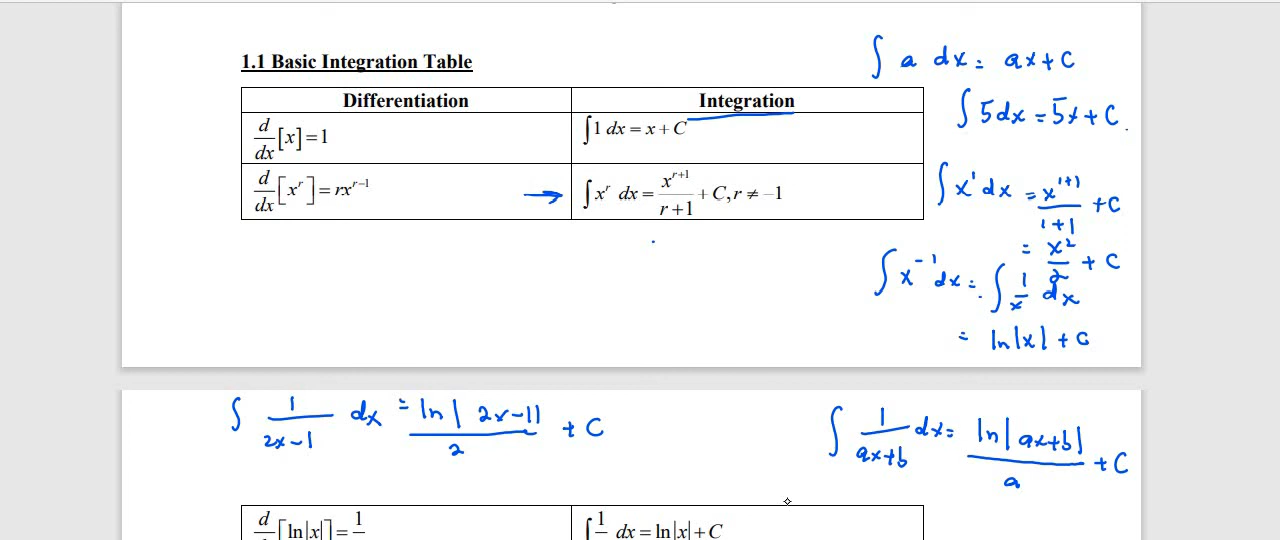 1.1 Basic Integration Table
∫ a dx = ax + C
Differentiation Integration
∫ 5 dx = 5x + C.
d/dx [x] = 1 ∫ 1 dx = x + C
d/dx [x^r] = rx^(r−1) → ∫ x^r dx = x^(r+1)/(r+1) + C, r ≠ −1
∫ x^1 dx = x^(1+1)/(1+1) + C
= x^2/2 + C
∫ x^-1 dx = ∫ 1/x dx
= ln|x| + C
∫ 1/(2x−1) dx = ln|2x−1|/2 + C
∫ 1/(ax+b) dx = ln|ax+b|/a + C
d [ln|x|] = 1 ∫ 1 dx = ln|x| + C